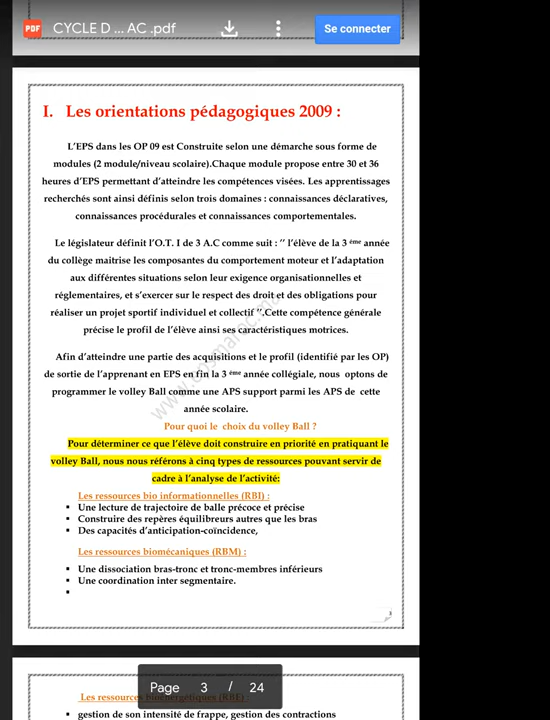 PDF CYCLE D ... AC .pdf Se connecter
I. Les orientations pédagogiques 2009 :
L'EPS dans les OP 09 est Construite selon une démarche sous forme de
modules (2 module/niveau scolaire).Chaque module propose entre 30 et 36
heures d'EPS permettant d'atteindre les compétences visées. Les apprentissages
recherchés sont ainsi définis selon trois domaines : connaissances déclaratives,
connaissances procédurales et connaissances comportementales.
Le législateur définit l'O.T. I de 3 A.C comme suit : '' l'élève de la 3 ème année
du collège maitrise les composantes du comportement moteur et l'adaptation
aux différentes situations selon leur exigence organisationnelles et
réglementaires, et s'exercer sur le respect des droit et des obligations pour
réaliser un projet sportif individuel et collectif ''.Cette compétence générale
précise le profil de l'élève ainsi ses caractéristiques motrices.
Afin d'atteindre une partie des acquisitions et le profil (identifié par les OP)
de sortie de l'apprenant en EPS en fin la 3 ème année collégiale, nous optons de
programmer le volley Ball comme une APS support parmi les APS de cette
année scolaire.
Pour quoi le choix du volley Ball ?
Pour déterminer ce que l'élève doit construire en priorité en pratiquant le
volley Ball, nous nous référons à cinq types de ressources pouvant servir de
cadre à l'analyse de l'activité:
Les ressources bio informationnelles (RBI) :
▪ Une lecture de trajectoire de balle précoce et précise
▪ Construire des repères équilibreurs autres que les bras
▪ Des capacités d'anticipation-coïncidence,
Les ressources biomécaniques (RBM) :
▪ Une dissociation bras-tronc et tronc-membres inférieurs
▪ Une coordination inter segmentaire.
▪
3
Les ressources bioénergétiques (RBE) :
Page 3 / 24
▪ gestion de son intensité de frappe, gestion des contractions